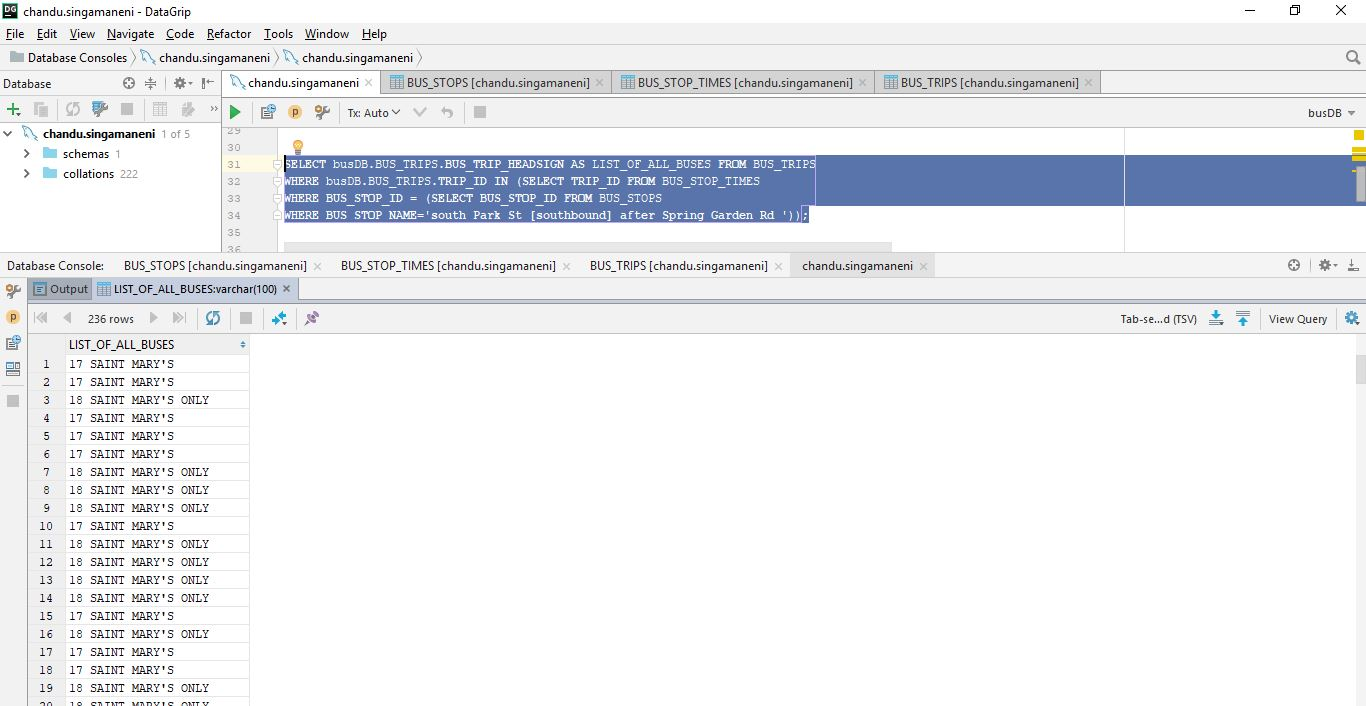 DG chandu.singamaneni - DataGrip
File Edit View Navigate Code Refactor Tools Window Help
Database Consoles chandu.singamaneni chandu.singamaneni
Database
chandu.singamaneni BUS_STOPS [chandu.singamaneni] BUS_STOP_TIMES [chandu.singamaneni] BUS_TRIPS [chandu.singamaneni]
Tx: Auto busDB
chandu.singamaneni 1 of 5
schemas 1
collations 222
29
30
31 SELECT busDB.BUS_TRIPS.BUS_TRIP_HEADSIGN AS LIST_OF_ALL_BUSES FROM BUS_TRIPS
32 WHERE busDB.BUS_TRIPS.TRIP_ID IN (SELECT TRIP_ID FROM BUS_STOP_TIMES
33 WHERE BUS_STOP_ID = (SELECT BUS_STOP_ID FROM BUS_STOPS
34 WHERE BUS_STOP_NAME='south Park St [southbound] after Spring Garden Rd '));
35
36
Database Console: BUS_STOPS [chandu.singamaneni] BUS_STOP_TIMES [chandu.singamaneni] BUS_TRIPS [chandu.singamaneni] chandu.singamaneni
Output LIST_OF_ALL_BUSES:varchar(100)
236 rows Tab-se...d (TSV) View Query
LIST_OF_ALL_BUSES
1 17 SAINT MARY'S
2 17 SAINT MARY'S
3 18 SAINT MARY'S ONLY
4 17 SAINT MARY'S
5 17 SAINT MARY'S
6 17 SAINT MARY'S
7 18 SAINT MARY'S ONLY
8 18 SAINT MARY'S ONLY
9 18 SAINT MARY'S ONLY
10 17 SAINT MARY'S
11 18 SAINT MARY'S ONLY
12 18 SAINT MARY'S ONLY
13 18 SAINT MARY'S ONLY
14 18 SAINT MARY'S ONLY
15 17 SAINT MARY'S
16 18 SAINT MARY'S ONLY
17 17 SAINT MARY'S
18 17 SAINT MARY'S
19 18 SAINT MARY'S ONLY
20 18 SAINT MARY'S ONLY